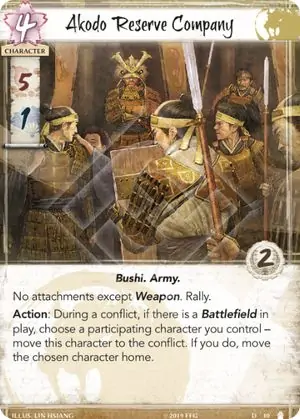 4
Akodo Reserve Company
CHARACTER
5
1
2
Bushi. Army.
No attachments except Weapon. Rally.
Action: During a conflict, if there is a Battlefield in
play, choose a participating character you control –
move this character to the conflict. If you do, move
the chosen character home.
ILLUS. LIN HSIANG
© 2019 FFG